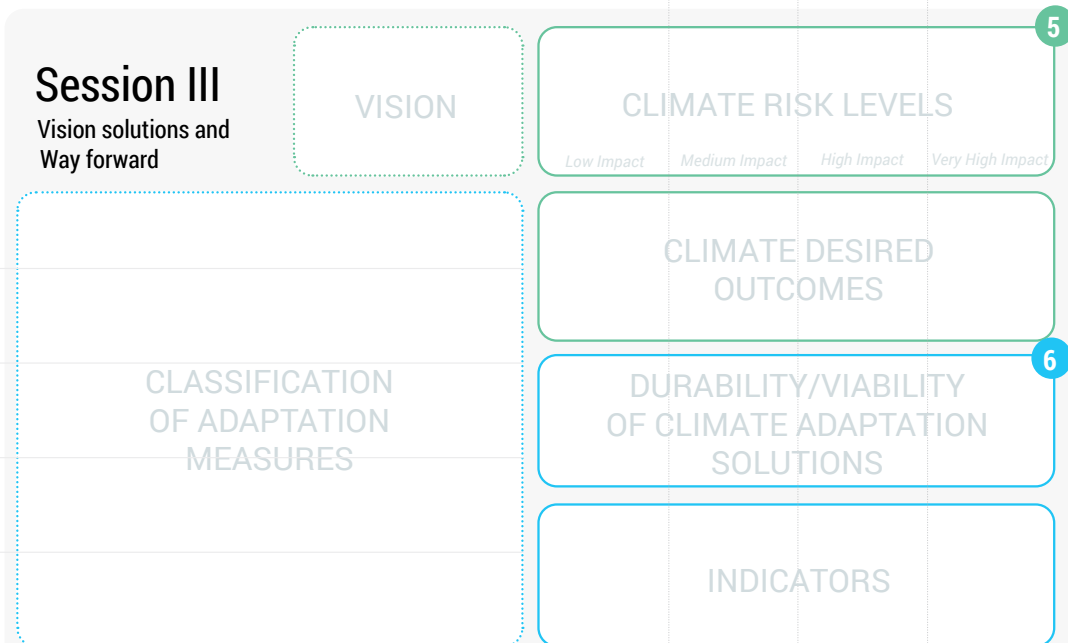 Session III
Vision solutions and
Way forward
VISION
5
CLIMATE RISK LEVELS
Low Impact
Medium Impact
High Impact
Very High Impact
CLIMATE DESIRED
OUTCOMES
CLASSIFICATION
OF ADAPTATION
MEASURES
6
DURABILITY/VIABILITY
OF CLIMATE ADAPTATION
SOLUTIONS
INDICATORS